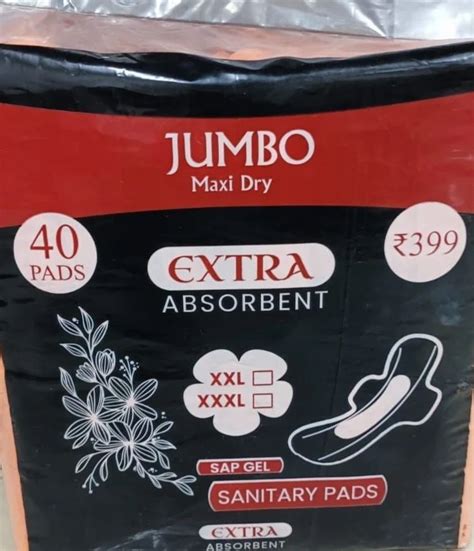 JUMBO
Maxi Dry
40
PADS
₹399
EXTRA
ABSORBENT
XXL
XXXL
SAP GEL
SANITARY PADS
EXTRA
ABSORBENT